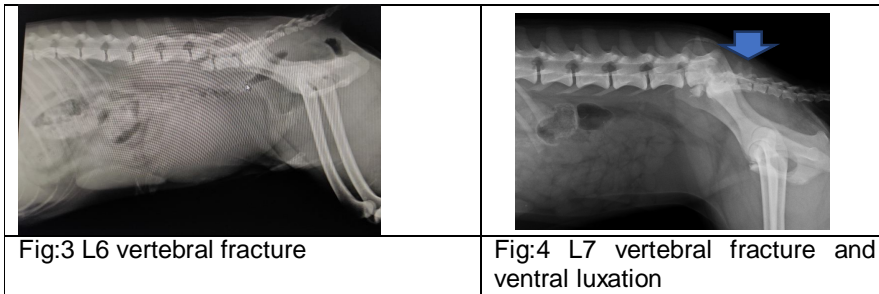 Fig:3 L6 vertebral fracture
Fig:4 L7 vertebral fracture and
ventral luxation